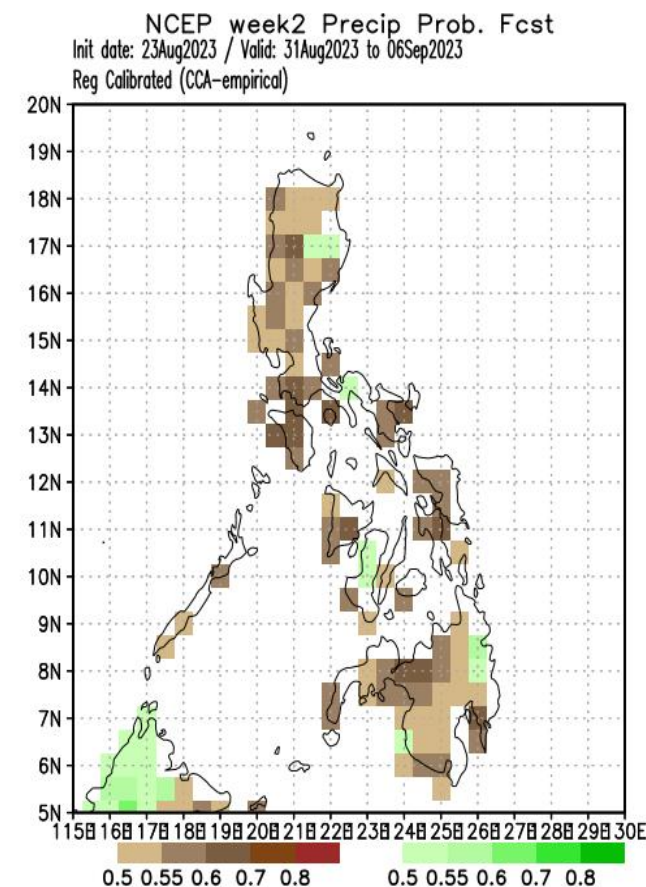 NCEP week2 Precip Prob. Fcst
Init date: 23Aug2023 / Valid: 31Aug2023 to 06Sep2023
Reg Calibrated (CCA-empirical)
20N
19N
18N
17N
16N
15N
14N
13N
12N
11N
10N
9N
8N
7N
6N
5N
115E 116E 117E 118E 119E 120E 121E 122E 123E 124E 125E 126E 127E 128E 129E 130E
0.5 0.55 0.6 0.7 0.8 0.5 0.55 0.6 0.7 0.8